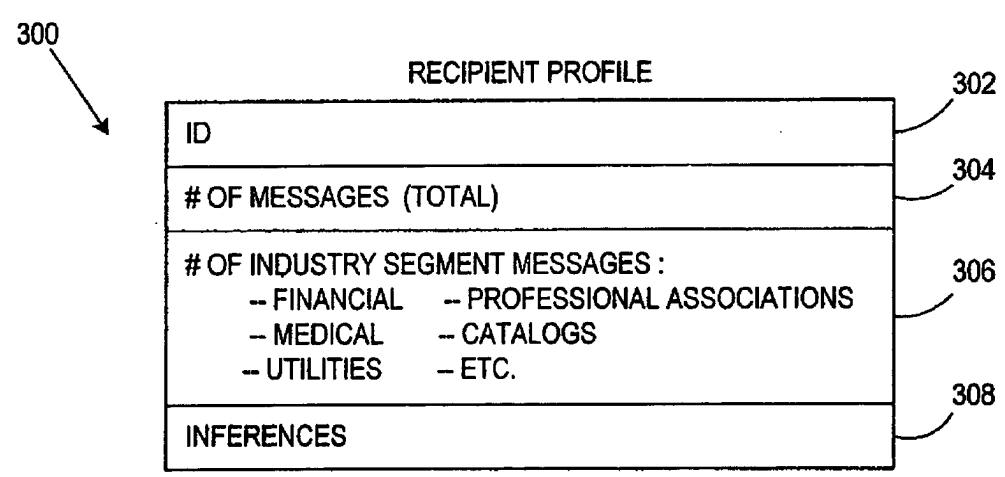 300
RECIPIENT PROFILE
302
ID
304
# OF MESSAGES (TOTAL)
# OF INDUSTRY SEGMENT MESSAGES :
306
-- FINANCIAL -- PROFESSIONAL ASSOCIATIONS
-- MEDICAL -- CATALOGS
-- UTILITIES -- ETC.
308
INFERENCES